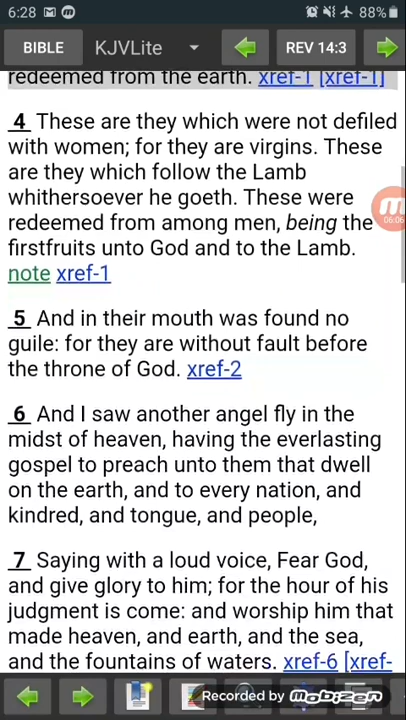 6:28 88%
BIBLE KJVLite REV 14:3
redeemed from the earth. xref-1 [xref-1]
4 These are they which were not defiled
with women; for they are virgins. These
are they which follow the Lamb
whithersoever he goeth. These were
redeemed from among men, being the
06:06
firstfruits unto God and to the Lamb.
note xref-1
5 And in their mouth was found no
guile: for they are without fault before
the throne of God. xref-2
6 And I saw another angel fly in the
midst of heaven, having the everlasting
gospel to preach unto them that dwell
on the earth, and to every nation, and
kindred, and tongue, and people,
7 Saying with a loud voice, Fear God,
and give glory to him; for the hour of his
judgment is come: and worship him that
made heaven, and earth, and the sea,
and the fountains of waters. xref-6 [xref-
Recorded by mobizen